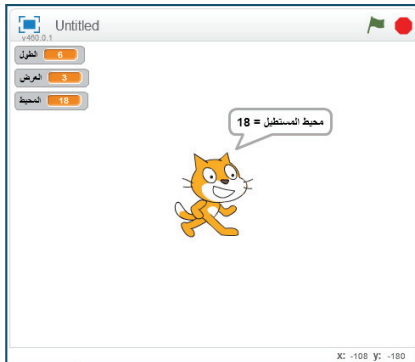 Untitled
v460.0.1
الطول 6
العرض 3
المحيط 18
محيط المستطيل = 18
x: -108 y: -180